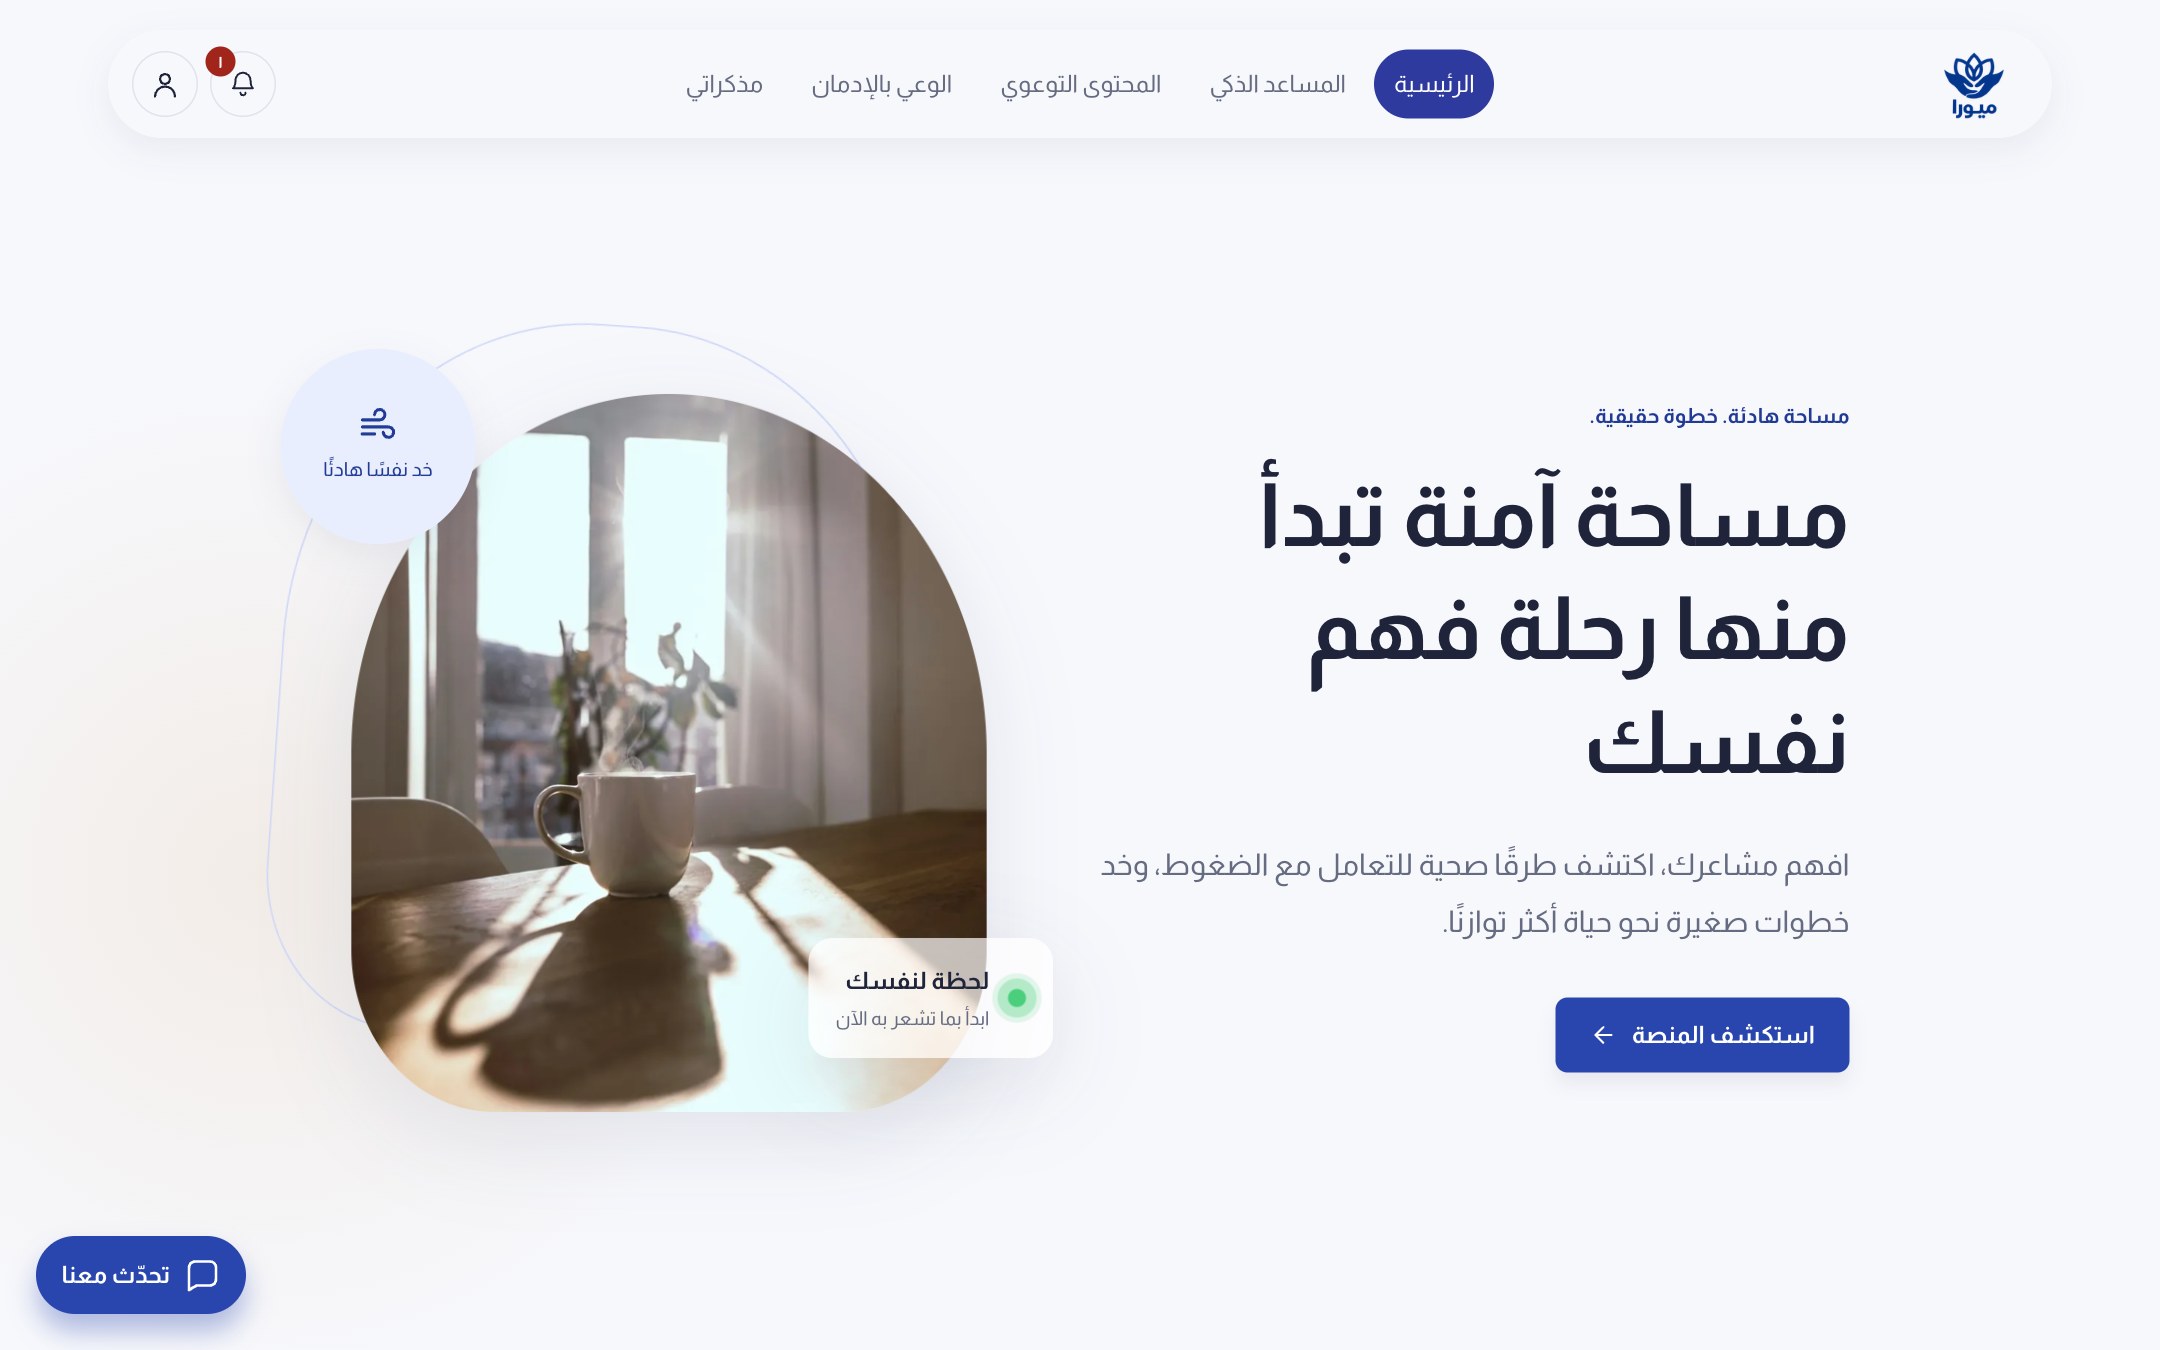 ميورا
الرئيسية
المساعد الذكي
المحتوى التوعوي
الوعي بالإدمان
مذكراتي
١
مساحة هادئة. خطوة حقيقية.
مساحة آمنة تبدأ
منها رحلة فهم
نفسك
افهم مشاعرك، اكتشف طرقًا صحية للتعامل مع الضغوط، وخد
خطوات صغيرة نحو حياة أكثر توازنًا.
استكشف المنصة
خد نفسًا هادئًا
لحظة لنفسك
ابدأ بما تشعر به الآن
تحدّث معنا